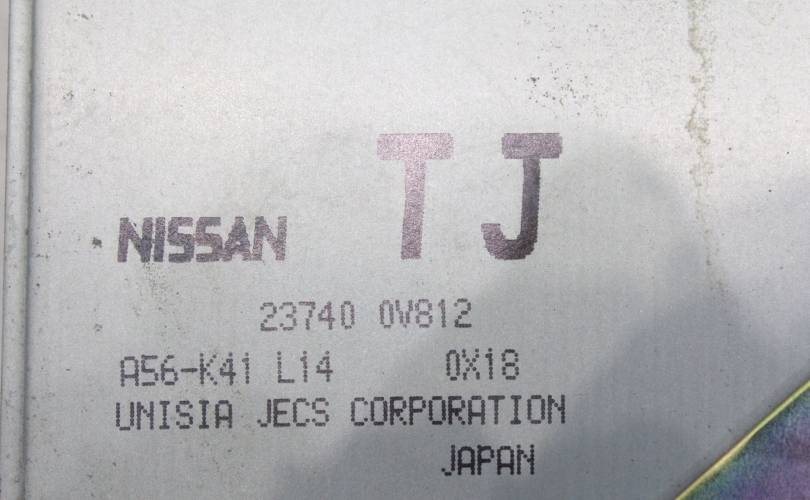 TJ
NISSAN
23740 0V812
A56-K41 L14 0X18
UNISIA JECS CORPORATION
JAPAN